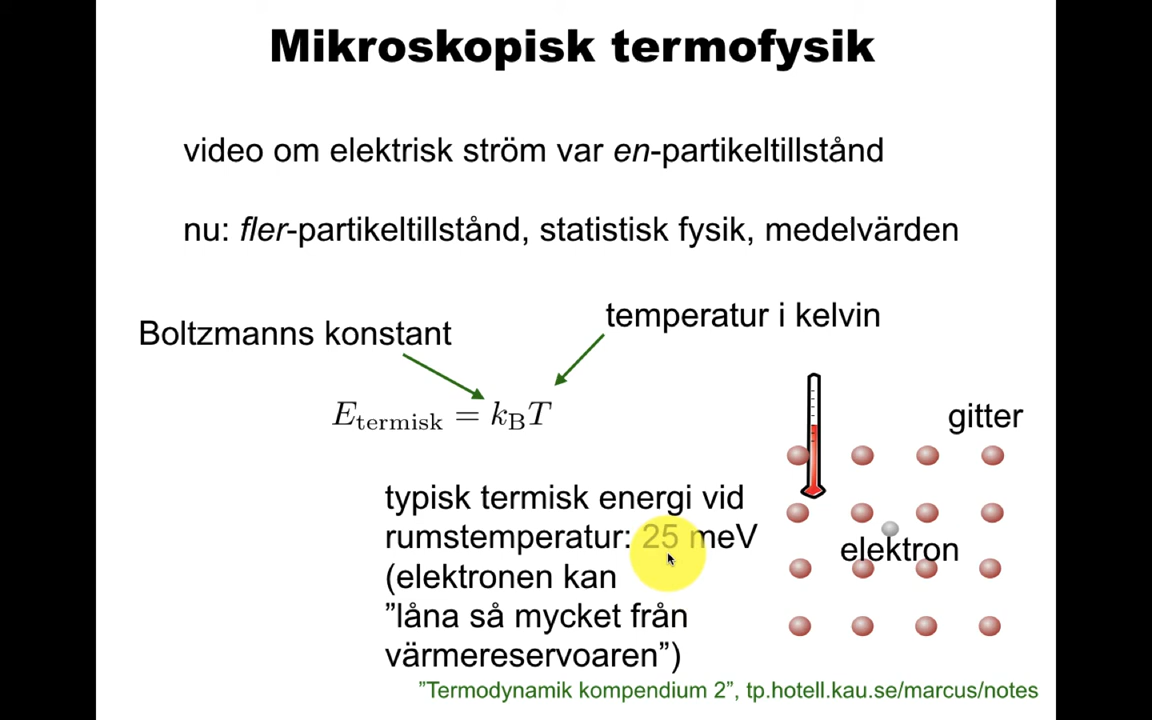 Mikroskopisk termofysik
video om elektrisk ström var en-partikeltillstånd
nu: fler-partikeltillstånd, statistisk fysik, medelvärden
temperatur i kelvin
Boltzmanns konstant
E_termisk = k_B T
gitter
typisk termisk energi vid
rumstemperatur: 25 meV
(elektronen kan
”låna så mycket från
värmereservoaren”)
elektron
”Termodynamik kompendium 2”, tp.hotell.kau.se/marcus/notes